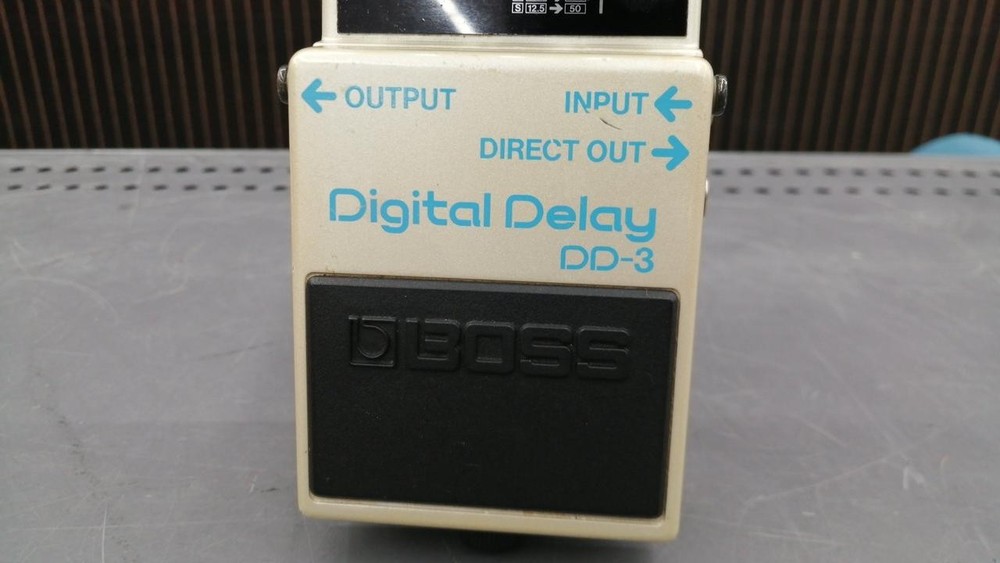 S 12.5 → 50
← OUTPUT INPUT ←
DIRECT OUT →
Digital Delay
DD-3
BOSS